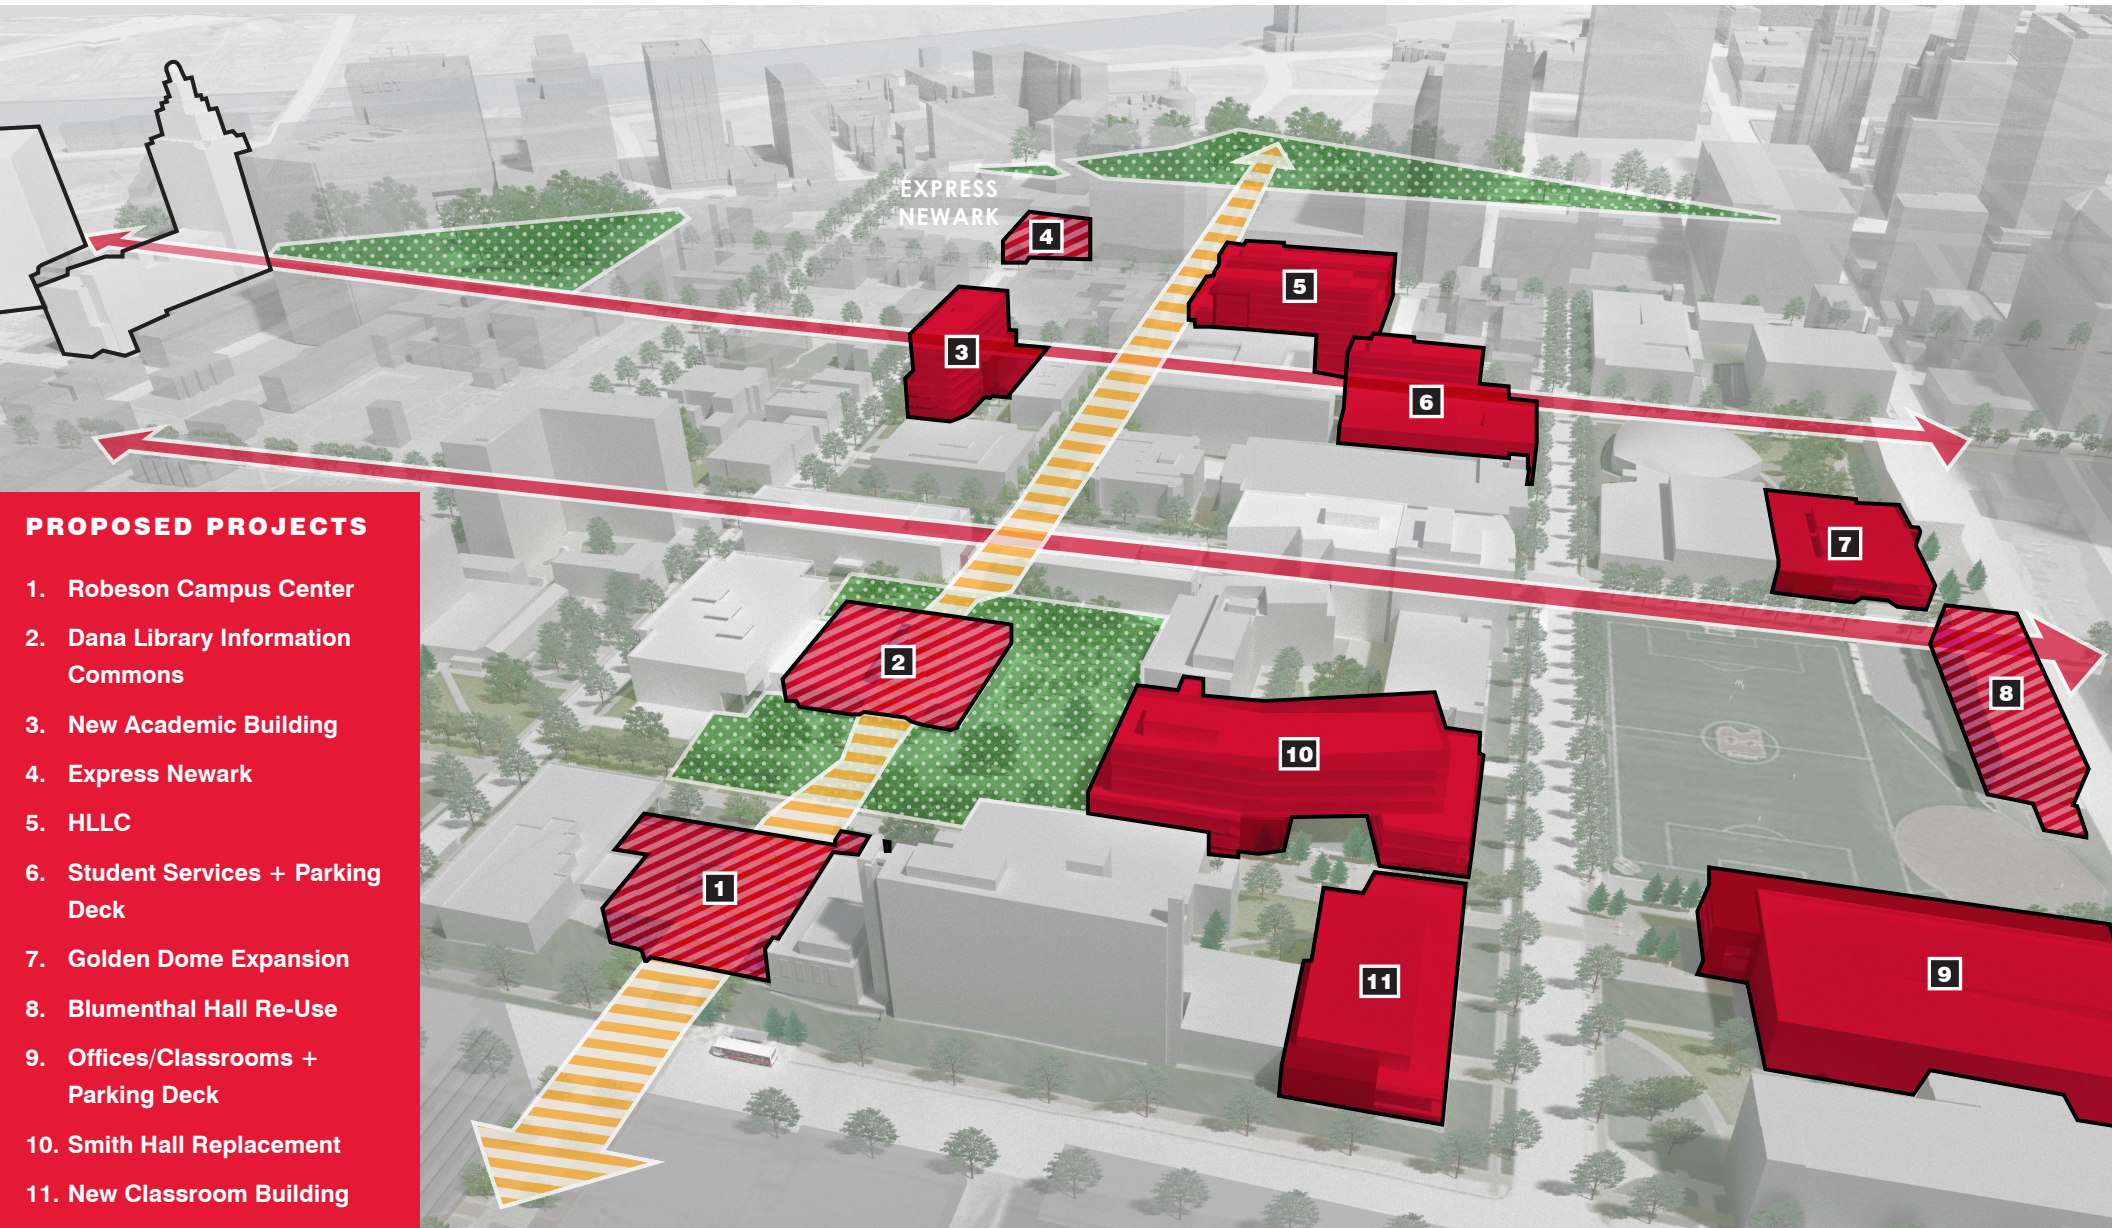 EXPRESS
NEWARK
4
5
3
6
7
2
8
10
1
11
9
PROPOSED PROJECTS
1. Robeson Campus Center
2. Dana Library Information
Commons
3. New Academic Building
4. Express Newark
5. HLLC
6. Student Services + Parking
Deck
7. Golden Dome Expansion
8. Blumenthal Hall Re-Use
9. Offices/Classrooms +
Parking Deck
10. Smith Hall Replacement
11. New Classroom Building